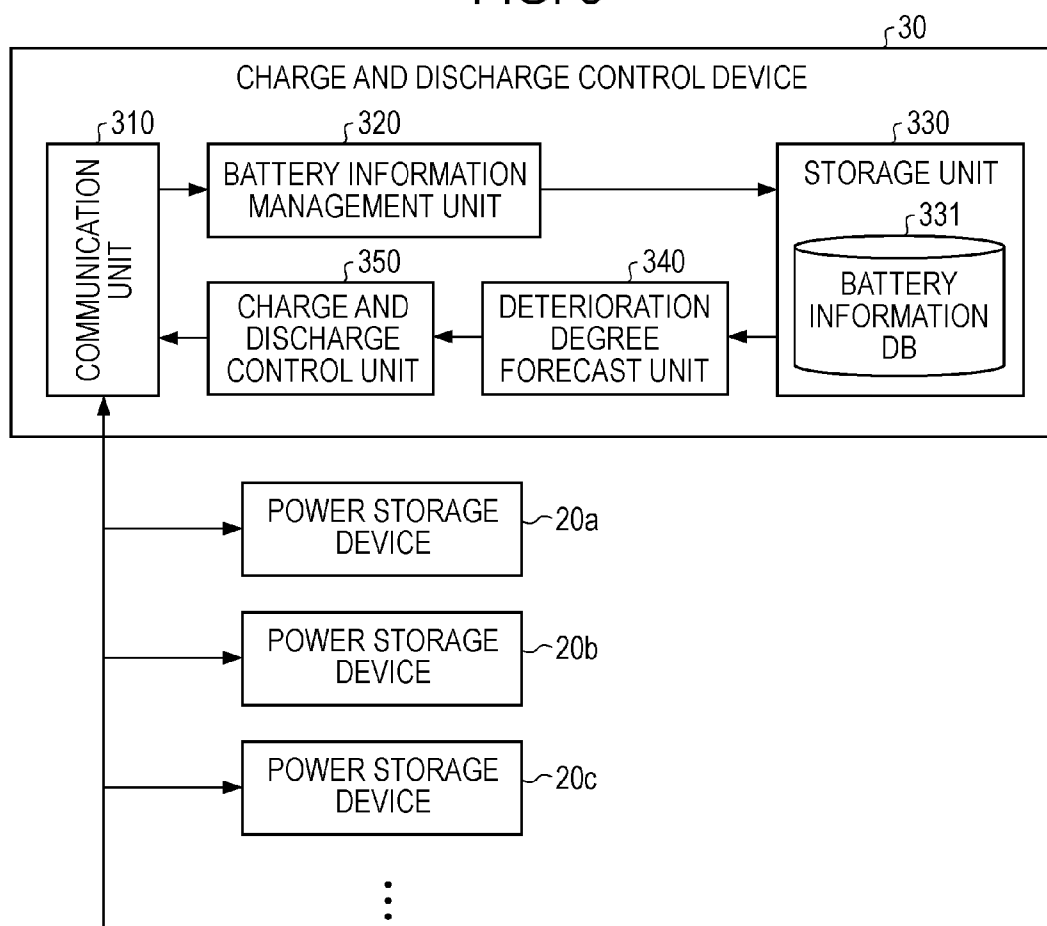 30
CHARGE AND DISCHARGE CONTROL DEVICE
310
320
330
COMMUNICATION
UNIT
BATTERY INFORMATION
MANAGEMENT UNIT
STORAGE UNIT
331
BATTERY
INFORMATION
DB
350
340
CHARGE AND
DISCHARGE
CONTROL UNIT
DETERIORATION
DEGREE
FORECAST UNIT
POWER STORAGE
DEVICE
20a
POWER STORAGE
DEVICE
20b
POWER STORAGE
DEVICE
20c